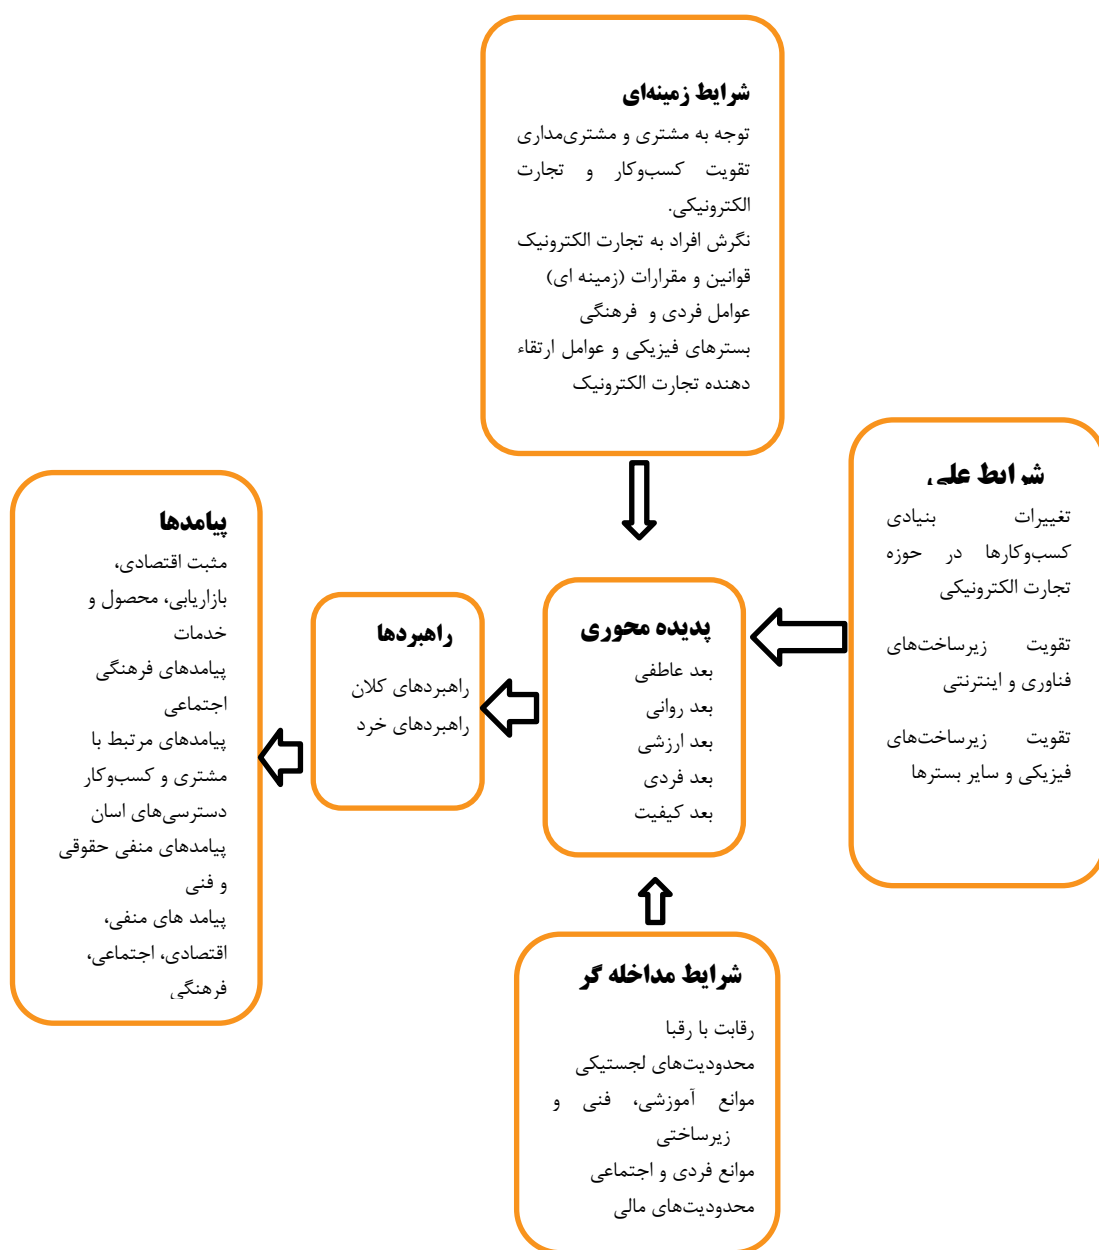 شرایط زمینه‌ای
توجه به مشتری و مشتری‌مداری
تقویت کسب‌وکار و تجارت
الکترونیکی.
نگرش افراد به تجارت الکترونیک
قوانین و مقرارات (زمینه ای)
عوامل فردی و فرهنگی
بسترهای فیزیکی و عوامل ارتقاء
دهنده تجارت الکترونیک
شرایط علی
تغییرات بنیادی
کسب‌وکارها در حوزه
تجارت الکترونیکی
تقویت زیرساخت‌های
فناوری و اینترنتی
تقویت زیرساخت‌های
فیزیکی و سایر بسترها
پدیده محوری
بعد عاطفی
بعد روانی
بعد ارزشی
بعد فردی
بعد کیفیت
راهبردها
راهبردهای کلان
راهبردهای خرد
پیامدها
مثبت اقتصادی،
بازاریابی، محصول و
خدمات
پیامدهای فرهنگی
اجتماعی
پیامدهای مرتبط با
مشتری و کسب‌وکار
دسترسی‌های اسان
پیامدهای منفی حقوقی
و فنی
پیامد های منفی،
اقتصادی، اجتماعی،
فرهنگی
شرایط مداخله گر
رقابت با رقبا
محدودیت‌های لجستیکی
موانع آموزشی، فنی و
زیرساختی
موانع فردی و اجتماعی
محدودیت‌های مالی